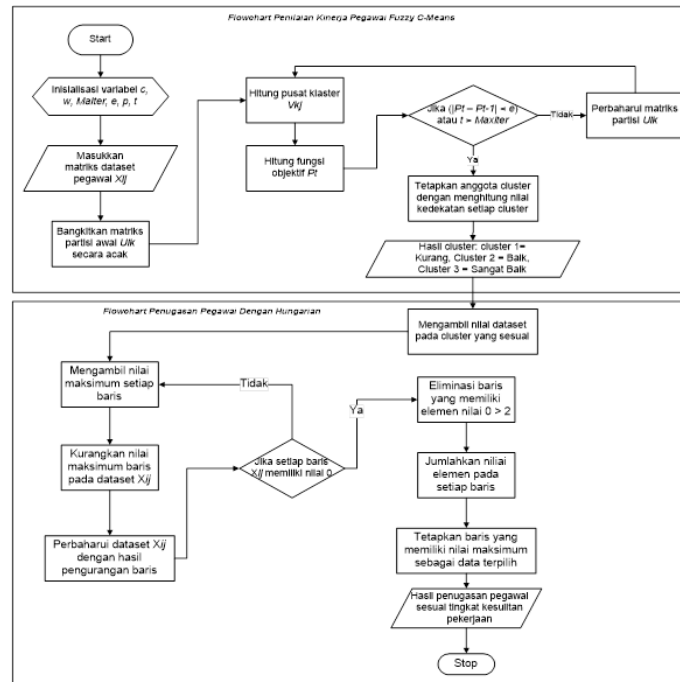 Flowchart Penilaian Kinerja Pegawai Fuzzy C-Means
Start
Inisialisasi variabel c,
w, MaIter, e, p, t
Masukkan
matriks dataset
pegawai Xij
Bangkitkan matriks
partisi awal Uik
secara acak
Hitung pusat klaster
Vkj
Hitung fungsi
objektif Pt
Jika (|Pt – Pt-1| < e)
atau t > MaxIter
Tidak
Perbaharui matriks
partisi Uik
Ya
Tetapkan anggota cluster
dengan menghitung nilai
kedekatan setiap cluster
Hasil cluster: cluster 1=
Kurang, Cluster 2 = Baik,
Cluster 3 = Sangat Baik
Flowchart Penugasan Pegawai Dengan Hungarian
Mengambil nilai dataset
pada cluster yang sesuai
Mengambil nilai
maksimum setiap
baris
Kurangkan nilai
maksimum baris
pada dataset Xij
Perbaharui dataset Xij
dengan hasil
pengurangan baris
Tidak
Jika setiap baris
Xij memiliki nilai 0
Ya
Eliminasi baris
yang memiliki
elemen nilai 0 > 2
Jumlahkan niliai
elemen pada
setiap baris
Tetapkan baris yang
memiliki nilai maksimum
sebagai data terpilih
Hasil penugasan pegawai
sesuai tingkat kesulitan
pekerjaan
Stop